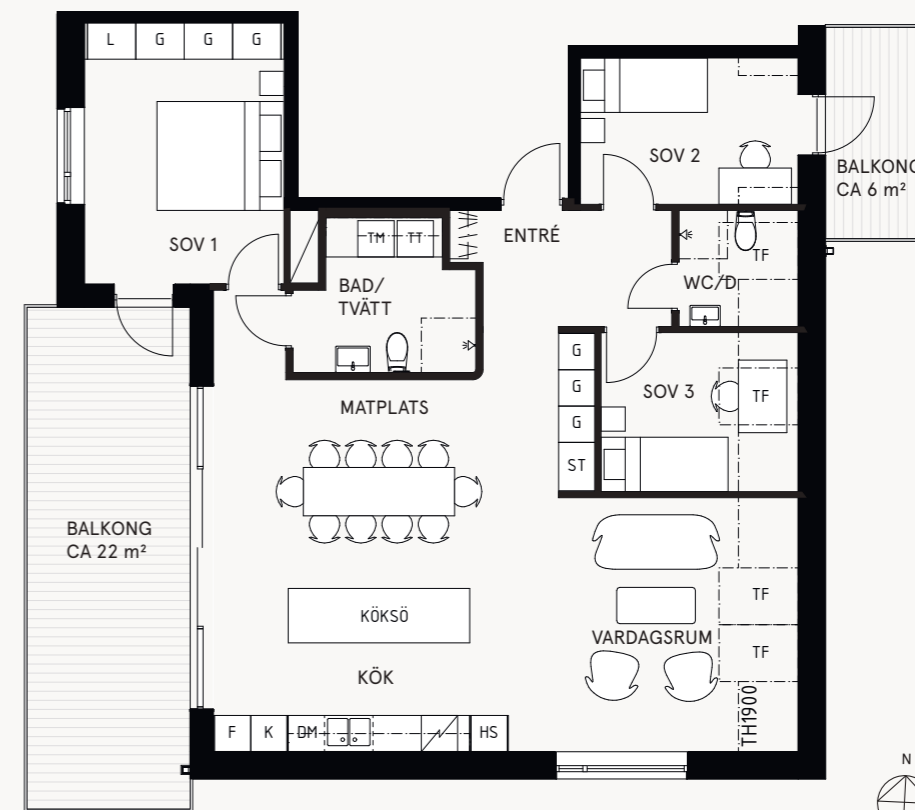 L G G G
SOV 2
BALKONG
CA 6 m²
ENTRÉ
SOV 1
TM TT
TF
BAD/
TVÄTT
WC/D
G
G
SOV 3
TF
MATPLATS
G
ST
BALKONG
CA 22 m²
TF
KÖKSÖ
VARDAGSRUM
TF
KÖK
TH1900
F K DM HS
N